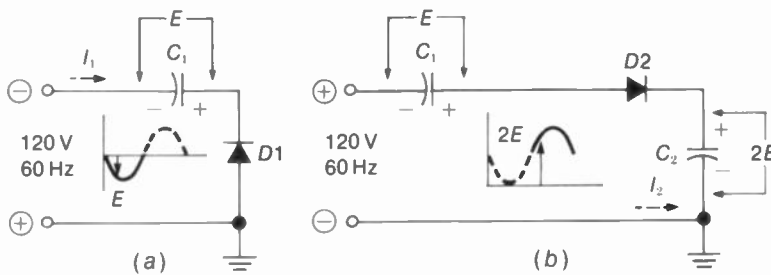 E
C₁
I₁
−
+
−
120 V
60 Hz
E
D1
+
(a)
E
C₁
−
+
D2
+
120 V
60 Hz
2E
C₂
+
−
2E
I₂
−
(b)